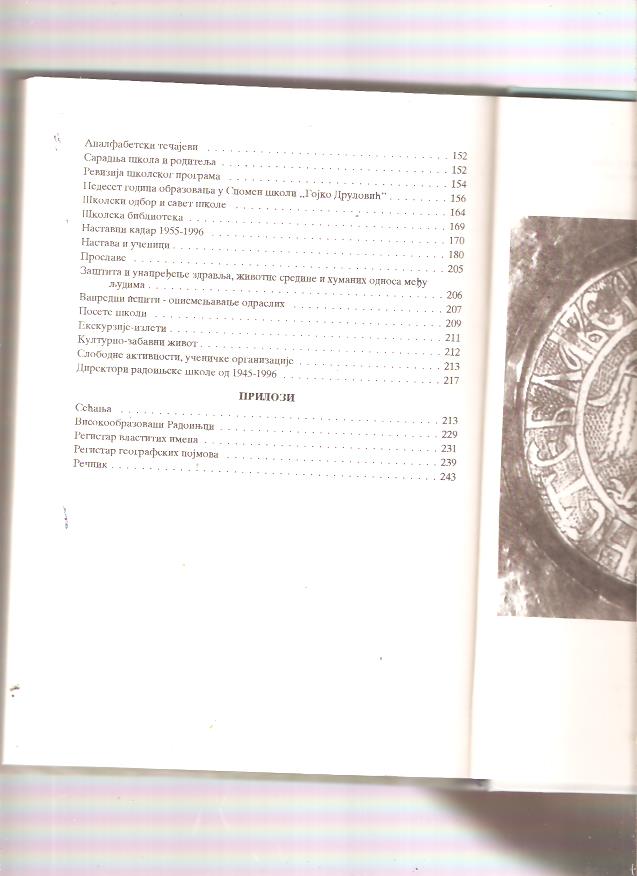 Аналфабетски течајеви . . . . . . . . . . . . . . . . . . . . . . . . . . . . . . 152
Сарадња школа и родитеља . . . . . . . . . . . . . . . . . . . . . . . . . . . . 152
Ревизија школског програма . . . . . . . . . . . . . . . . . . . . . . . . . . . 154
Педесет година образовања у Спомен школи „Гојко Друловић“ . . . . . . . . 156
Школски одбор и савет школе . . . . . . . . . . . . . . . . . . . . . . . . . . . 164
Школска библиотека . . . . . . . . . . . . . . . . . . . . . . . . . . . . . . . . 169
Наставни кадар 1955-1996 . . . . . . . . . . . . . . . . . . . . . . . . . . . . . 170
Настава и ученици . . . . . . . . . . . . . . . . . . . . . . . . . . . . . . . . . 180
Прославе . . . . . . . . . . . . . . . . . . . . . . . . . . . . . . . . . . . . . . 205
Заштита и унапређење здравља, животне средине и хуманих односа међу
људима . . . . . . . . . . . . . . . . . . . . . . . . . . . . . . . . . . . . . . . 206
Ванредни испити - описмењавање одраслих . . . . . . . . . . . . . . . . . . . 207
Посете школи . . . . . . . . . . . . . . . . . . . . . . . . . . . . . . . . . . . . 209
Екскурзије-излети . . . . . . . . . . . . . . . . . . . . . . . . . . . . . . . . . 211
Културно-забавни живот . . . . . . . . . . . . . . . . . . . . . . . . . . . . . 212
Слободне активности, ученичке организације . . . . . . . . . . . . . . . . . 213
Директори радоињске школе од 1945-1996 . . . . . . . . . . . . . . . . . . . 217
ПРИЛОЗИ
Сећања . . . . . . . . . . . . . . . . . . . . . . . . . . . . . . . . . . . . . . . 213
Високообразовани Радоињци . . . . . . . . . . . . . . . . . . . . . . . . . . . 229
Регистар властитих имена . . . . . . . . . . . . . . . . . . . . . . . . . . . . . 231
Регистар географских појмова . . . . . . . . . . . . . . . . . . . . . . . . . . 239
Речник . . . . . . . . . . . . . . . . . . . . . . . . . . . . . . . . . . . . . . . 243